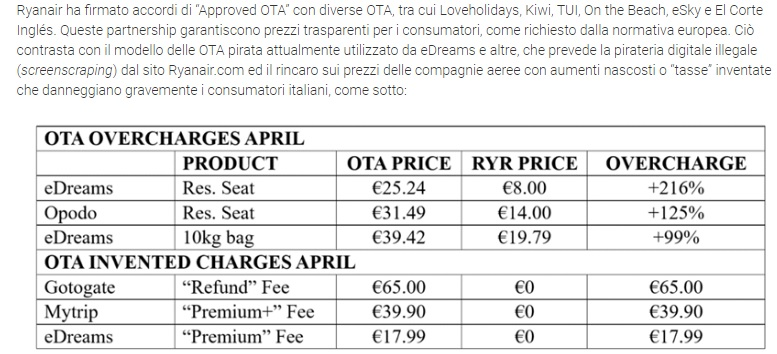 Ryanair ha firmato accordi di “Approved OTA” con diverse OTA, tra cui Loveholidays, Kiwi, TUI, On the Beach, eSky e El Corte
Inglés. Queste partnership garantiscono prezzi trasparenti per i consumatori, come richiesto dalla normativa europea. Ciò
contrasta con il modello delle OTA pirata attualmente utilizzato da eDreams e altre, che prevede la pirateria digitale illegale
(screenscraping) dal sito Ryanair.com ed il rincaro sui prezzi delle compagnie aeree con aumenti nascosti o “tasse” inventate
che danneggiano gravemente i consumatori italiani, come sotto:
OTA OVERCHARGES APRIL
PRODUCT OTA PRICE RYR PRICE OVERCHARGE
eDreams Res. Seat €25.24 €8.00 +216%
Opodo Res. Seat €31.49 €14.00 +125%
eDreams 10kg bag €39.42 €19.79 +99%
OTA INVENTED CHARGES APRIL
Gotogate “Refund” Fee €65.00 €0 €65.00
Mytrip “Premium+” Fee €39.90 €0 €39.90
eDreams “Premium” Fee €17.99 €0 €17.99